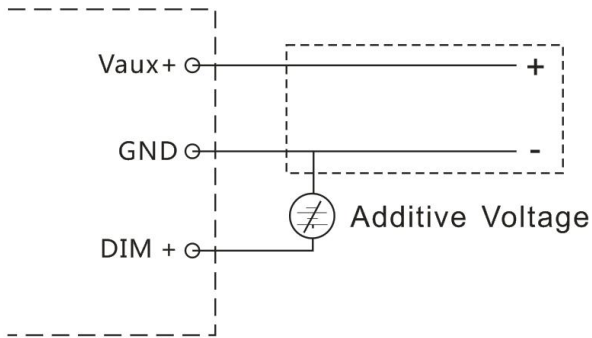 Vaux+
+
GND
-
Additive Voltage
DIM +